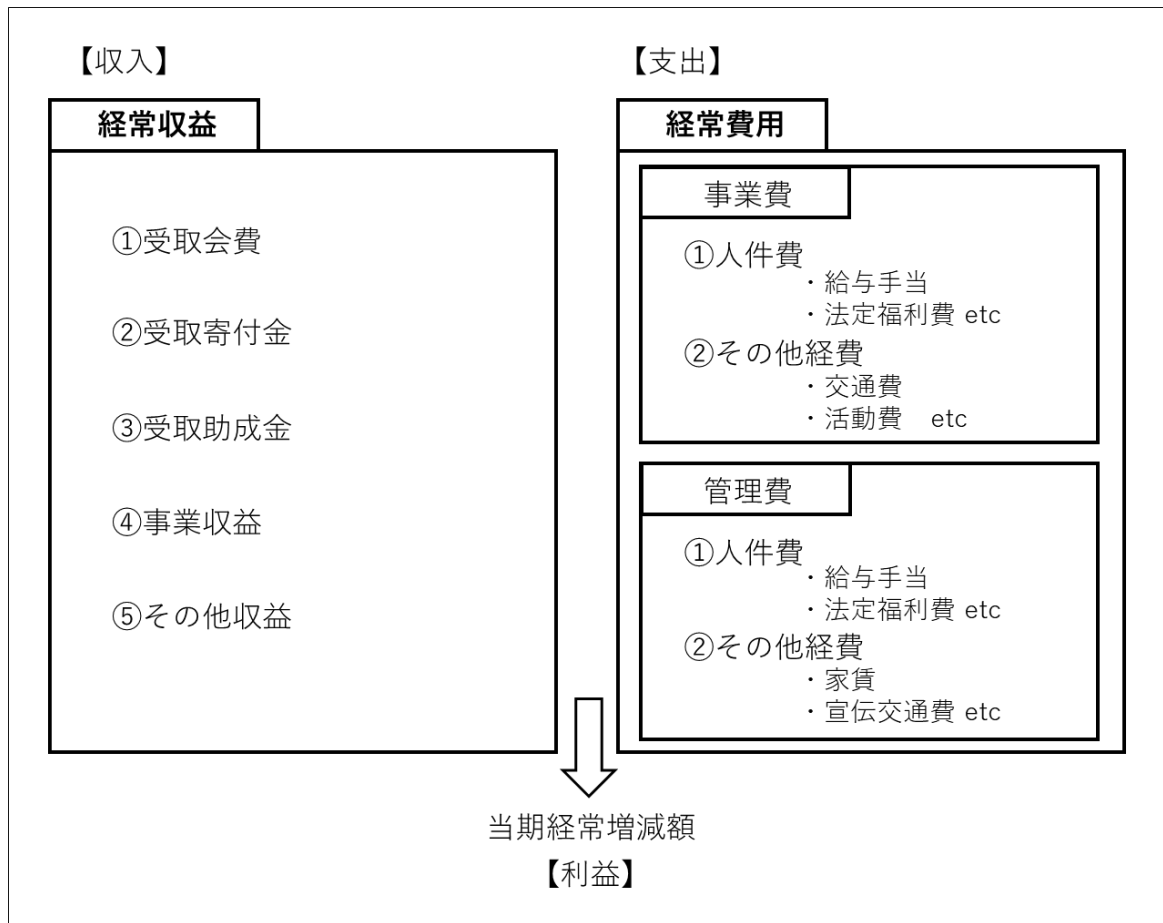 【収入】
経常収益
①受取会費
②受取寄付金
③受取助成金
④事業収益
⑤その他収益
【支出】
経常費用
事業費
①人件費
・給与手当
・法定福利費 etc
②その他経費
・交通費
・活動費　etc
管理費
①人件費
・給与手当
・法定福利費 etc
②その他経費
・家賃
・宣伝交通費 etc
当期経常増減額
【利益】